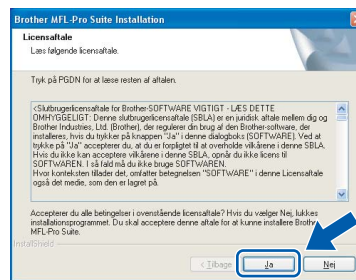 Brother MFL-Pro Suite Installation
Licensaftale
Læs følgende licensaftale.
Tryk på PGDN for at læse resten af aftalen.
<Slutbrugerlicensaftale for Brother-SOFTWARE VIGTIGT - LÆS DETTE
OMHYGGELIGT: Denne slutbrugerlicensaftale (SBLA) er en juridisk aftale mellem dig og
Brother Industries, Ltd. (Brother), der regulerer din brug af den Brother-software, der
installeres, hvis du trykker på knappen "Ja" i denne dialogboks (SOFTWARE). Ved at
trykke på "Ja" accepterer du, at du er forpligtet til at overholde vilkårene i denne SBLA.
Hvis du ikke kan acceptere vilkårene i denne SBLA, opnår du ikke licens til
SOFTWAREN. I så fald må du ikke bruge SOFTWAREN.
Hvor konteksten tillader det, omfatter betegnelsen "SOFTWARE" i denne Licensaftale
også det medie, som den er lagret på.
Accepterer du alle betingelser i ovenstående licensaftale? Hvis du vælger Nej, lukkes
installationsprogrammet. Du skal acceptere denne aftale for at kunne installere Brother
MFL-Pro Suite.
InstallShield
< Tilbage
Ja
Nej